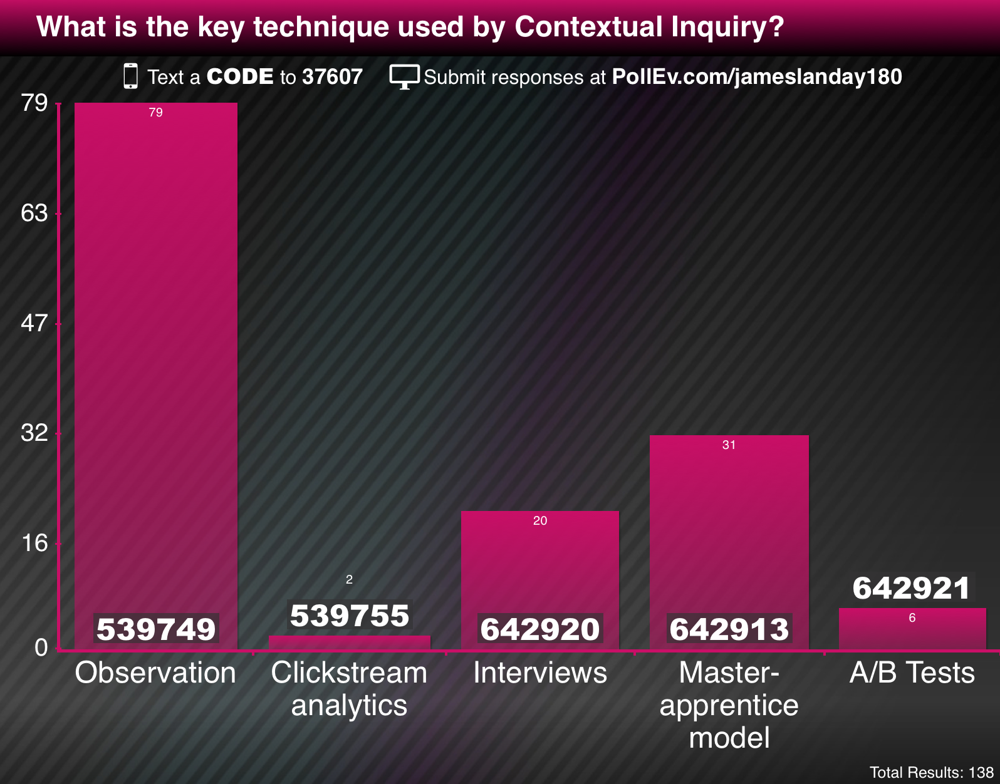 What is the key technique used by Contextual Inquiry?
Text a CODE to 37607 Submit responses at PollEv.com/jameslanday180
79
63
47
32
16
0
79
2
20
31
6
539749
539755
642920
642913
642921
Observation
Clickstream
analytics
Interviews
Master-
apprentice
model
A/B Tests
Total Results: 138